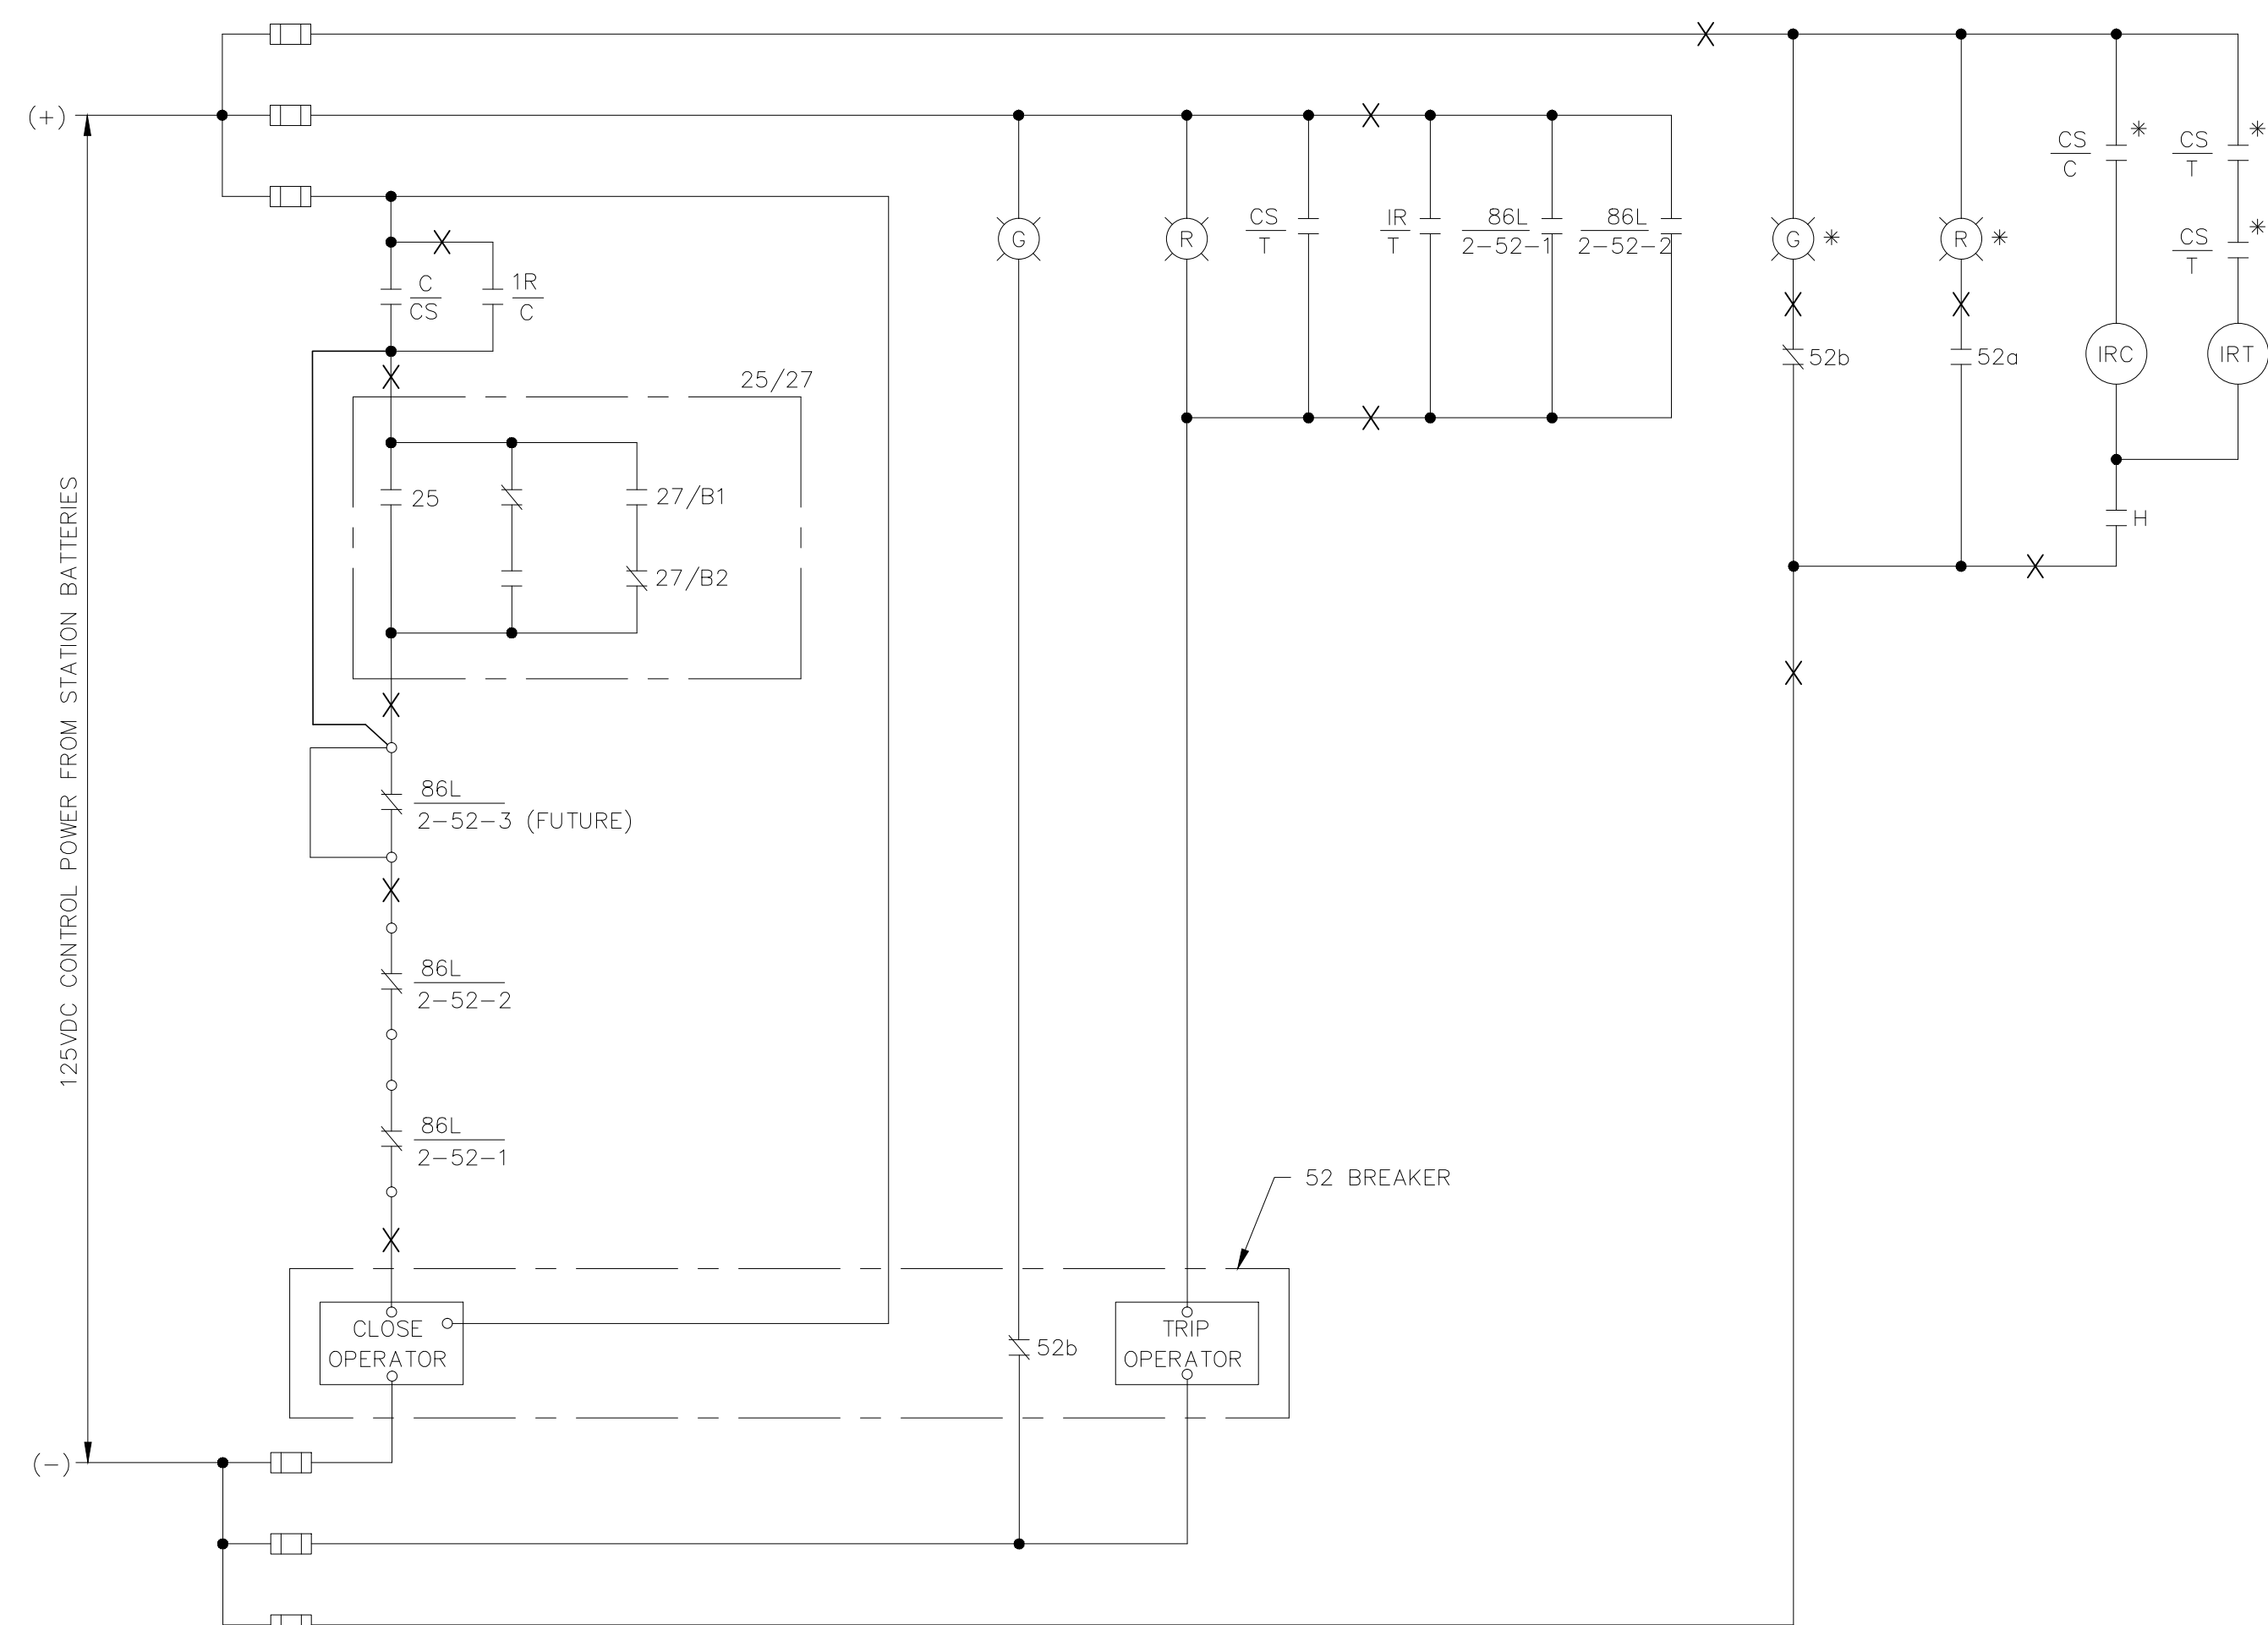 (+)
CS *
C
CS *
T
CS *
T
G
R
CS
T
IR
T
86L
2-52-1
86L
2-52-2
G *
R *
C
CS
1R
C
52b
52a
IRC
IRT
25/27
25
27/B1
27/B2
H
125VDC CONTROL POWER FROM STATION BATTERIES
86L
2-52-3 (FUTURE)
86L
2-52-2
86L
2-52-1
52 BREAKER
CLOSE
OPERATOR
52b
TRIP
OPERATOR
(-)